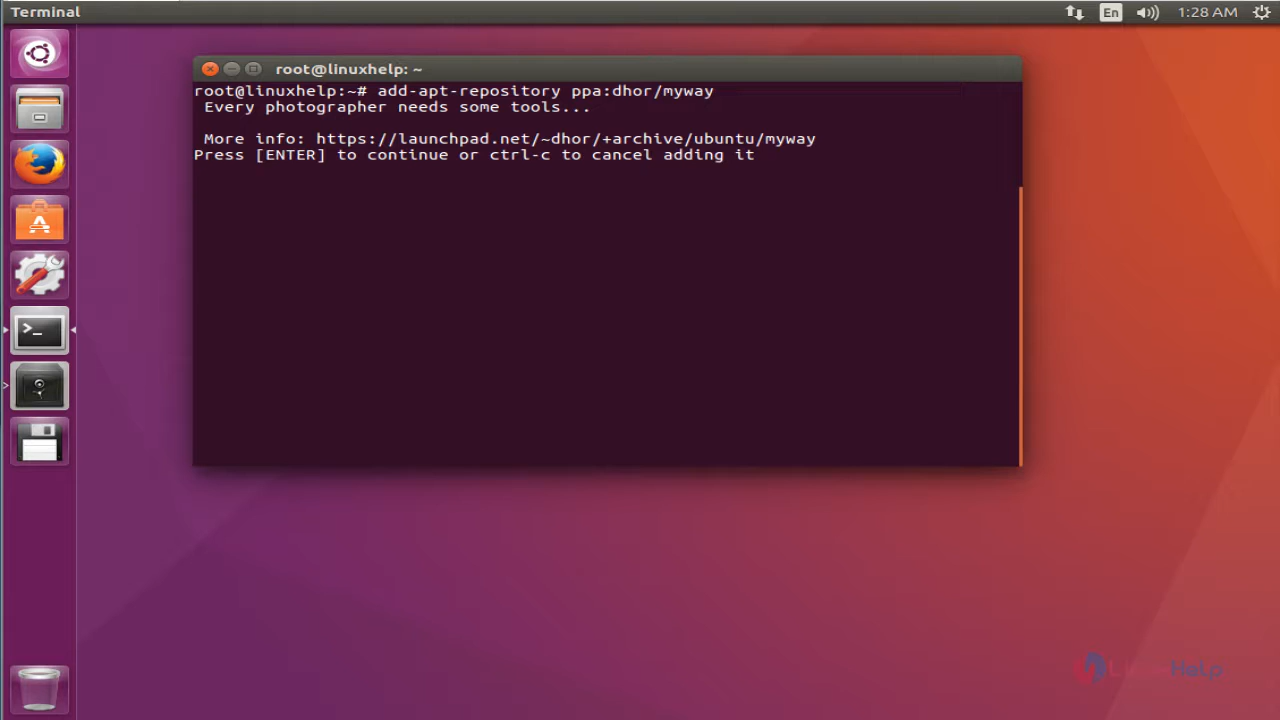 Terminal
En
1:28 AM
root@linuxhelp: ~
root@linuxhelp:~# add-apt-repository ppa:dhor/myway
Every photographer needs some tools...
More info: https://launchpad.net/~dhor/+archive/ubuntu/myway
Press [ENTER] to continue or ctrl-c to cancel adding it
LinuxHelp